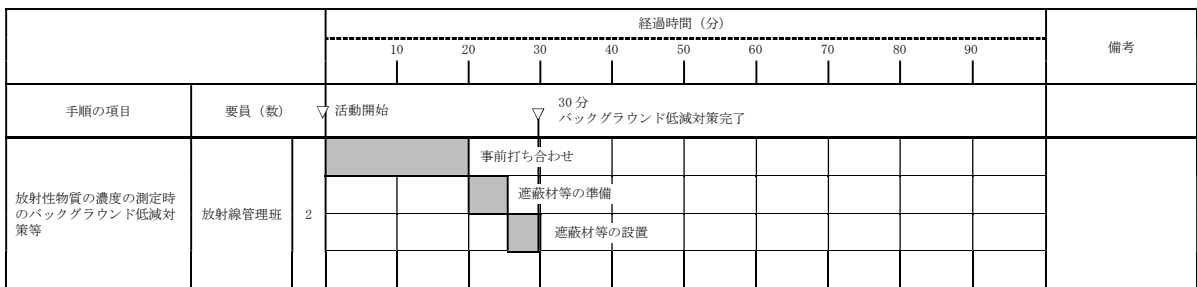 経過時間（分）
備考
10 20 30 40 50 60 70 80 90
手順の項目
要員（数）
▽ 活動開始
30 分
▽ バックグラウンド低減対策完了
放射性物質の濃度の測定時
のバックグラウンド低減対
策等
放射線管理班
2
事前打ち合わせ
遮蔽材等の準備
遮蔽材等の設置